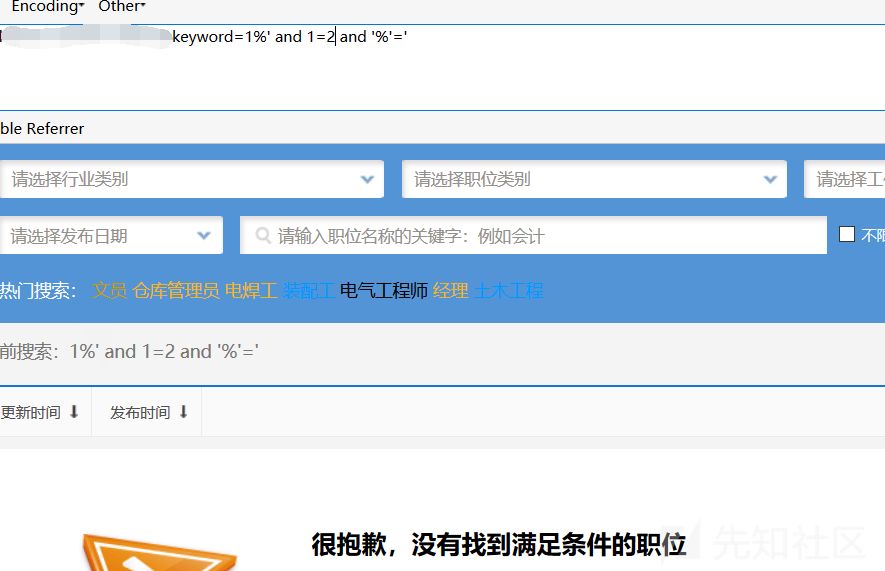 Encoding▾ Other▾
keyword=1%' and 1=2 and '%'='
ble Referrer
请选择行业类别 请选择职位类别 请选择工
请选择发布日期 请输入职位名称的关键字：例如会计 不限
热门搜索： 文员 仓库管理员 电焊工 装配工 电气工程师 经理 土木工程
前搜索：1%' and 1=2 and '%'='
更新时间 ⬇ 发布时间 ⬇
很抱歉，没有找到满足条件的职位
先知社区